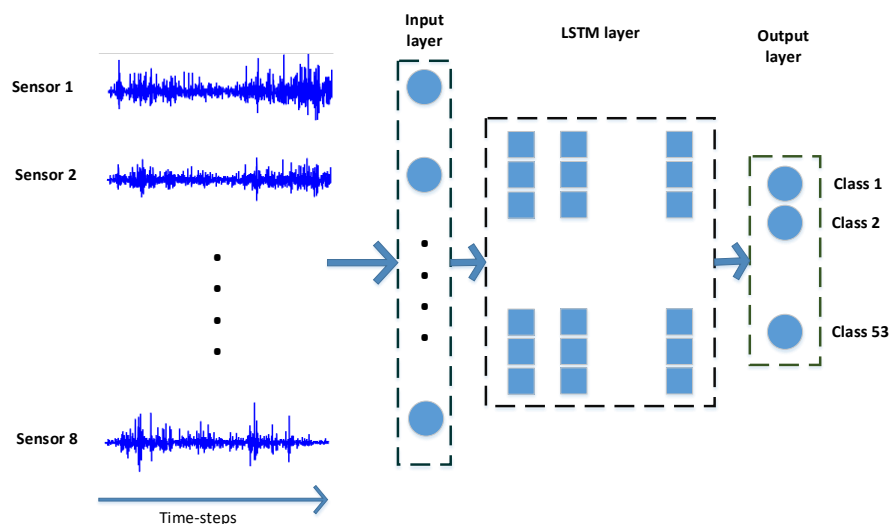 Input
layer
LSTM layer
Output
layer
Sensor 1
Sensor 2
Class 1
Class 2
Class 53
Sensor 8
Time-steps